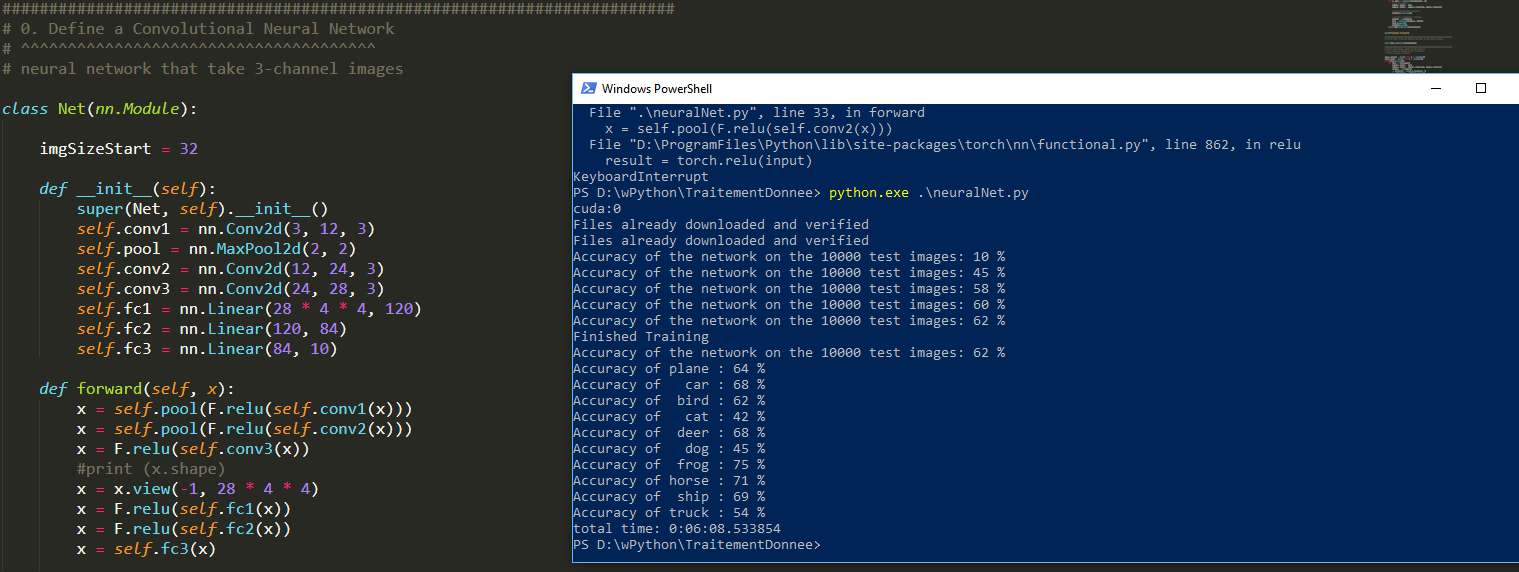 ########################################################################
# 0. Define a Convolutional Neural Network
# ^^^^^^^^^^^^^^^^^^^^^^^^^^^^^^^^^^^^^^
# neural network that take 3-channel images
class Net(nn.Module):
    imgSizeStart = 32
    def __init__(self):
        super(Net, self).__init__()
        self.conv1 = nn.Conv2d(3, 12, 3)
        self.pool = nn.MaxPool2d(2, 2)
        self.conv2 = nn.Conv2d(12, 24, 3)
        self.conv3 = nn.Conv2d(24, 28, 3)
        self.fc1 = nn.Linear(28 * 4 * 4, 120)
        self.fc2 = nn.Linear(120, 84)
        self.fc3 = nn.Linear(84, 10)
    def forward(self, x):
        x = self.pool(F.relu(self.conv1(x)))
        x = self.pool(F.relu(self.conv2(x)))
        x = F.relu(self.conv3(x))
        #print (x.shape)
        x = x.view(-1, 28 * 4 * 4)
        x = F.relu(self.fc1(x))
        x = F.relu(self.fc2(x))
        x = self.fc3(x)
Windows PowerShell
  File ".\neuralNet.py", line 33, in forward
    x = self.pool(F.relu(self.conv2(x)))
  File "D:\ProgramFiles\Python\lib\site-packages\torch\nn\functional.py", line 862, in relu
    result = torch.relu(input)
KeyboardInterrupt
PS D:\wPython\TraitementDonnee> python.exe .\neuralNet.py
cuda:0
Files already downloaded and verified
Files already downloaded and verified
Accuracy of the network on the 10000 test images: 10 %
Accuracy of the network on the 10000 test images: 45 %
Accuracy of the network on the 10000 test images: 58 %
Accuracy of the network on the 10000 test images: 60 %
Accuracy of the network on the 10000 test images: 62 %
Finished Training
Accuracy of the network on the 10000 test images: 62 %
Accuracy of plane : 64 %
Accuracy of   car : 68 %
Accuracy of  bird : 62 %
Accuracy of   cat : 42 %
Accuracy of  deer : 68 %
Accuracy of   dog : 45 %
Accuracy of  frog : 75 %
Accuracy of horse : 71 %
Accuracy of  ship : 69 %
Accuracy of truck : 54 %
total time: 0:06:08.533854
PS D:\wPython\TraitementDonnee>